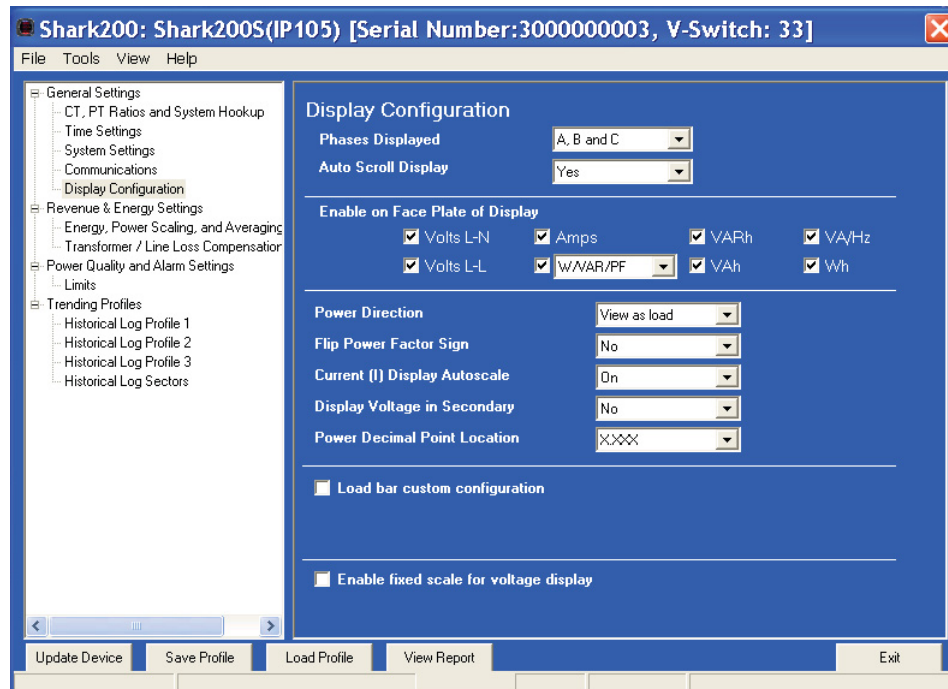 Shark200: Shark200S(IP105) [Serial Number:3000000003, V-Switch: 33]
File Tools View Help
General Settings
CT, PT Ratios and System Hookup
Time Settings
System Settings
Communications
Display Configuration
Revenue & Energy Settings
Energy, Power Scaling, and Averaging
Transformer / Line Loss Compensation
Power Quality and Alarm Settings
Limits
Trending Profiles
Historical Log Profile 1
Historical Log Profile 2
Historical Log Profile 3
Historical Log Sectors
Display Configuration
Phases Displayed A, B and C
Auto Scroll Display Yes
Enable on Face Plate of Display
Volts L-N Amps VARh VA/Hz
Volts L-L W/VAR/PF VAh Wh
Power Direction View as load
Flip Power Factor Sign No
Current (I) Display Autoscale On
Display Voltage in Secondary No
Power Decimal Point Location X.XXX
Load bar custom configuration
Enable fixed scale for voltage display
Update Device Save Profile Load Profile View Report Exit